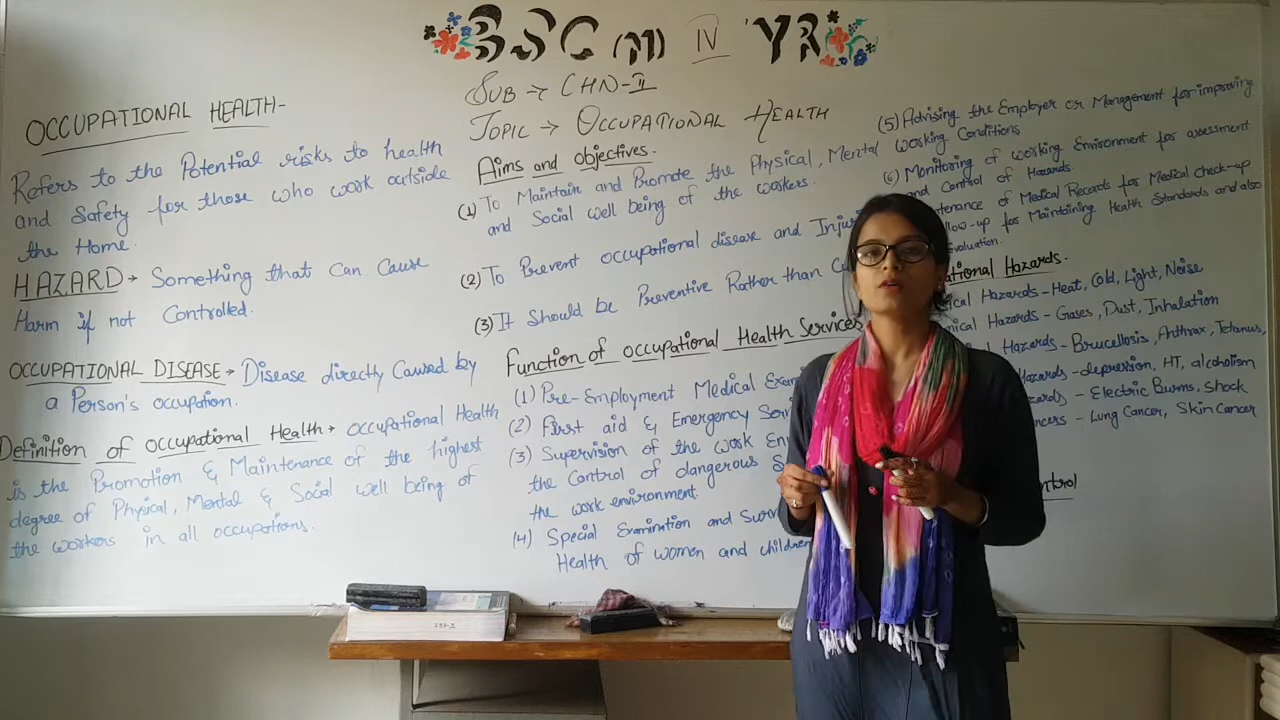 BSC (N) IV YR
SUB → CHN-II
TOPIC → OCCUPATIONAL HEALTH
OCCUPATIONAL HEALTH-
Refers to the Potential risks to health
and Safety for those who work outside
the Home.
HAZARD → Something that can cause
Harm if not Controlled.
OCCUPATIONAL DISEASE → Disease directly Caused by
a Person's occupation.
Definition of occupational Health → occupational Health
is the Promotion & Maintenance of the highest
degree of Physical, Mental & Social well being of
the workers in all occupations.
Aims and objectives.
(1) To Maintain and Promote the Physical, Mental
and Social well being of the workers.
(2) To Prevent occupational disease and
(3) It should be Preventive Rather than
Function of occupational Health Services
(1) Pre-Employment Medical
(2) First aid & Emergency
(3) Supervision of the work
the Control of dangerous
the work environment.
(4) Special Examination and
Health of women and children
(5) Advising the Employer or Management for improving
working Conditions
(6) Monitoring of working Environment for assessment
and Control of Hazards.
of Medical Records for Medical check-up
for Maintaining Health Standards and also
Evaluation.
Hazards.
Hazards - Heat, Cold, Light, Noise
Hazards - Gases, Dust, Inhalation
Hazards - Brucellosis, Anthrax, Tetanus,
Hazards - depression, HT, alcoholism
- Electric Burns, Shock
- Lung Cancer, Skin Cancer